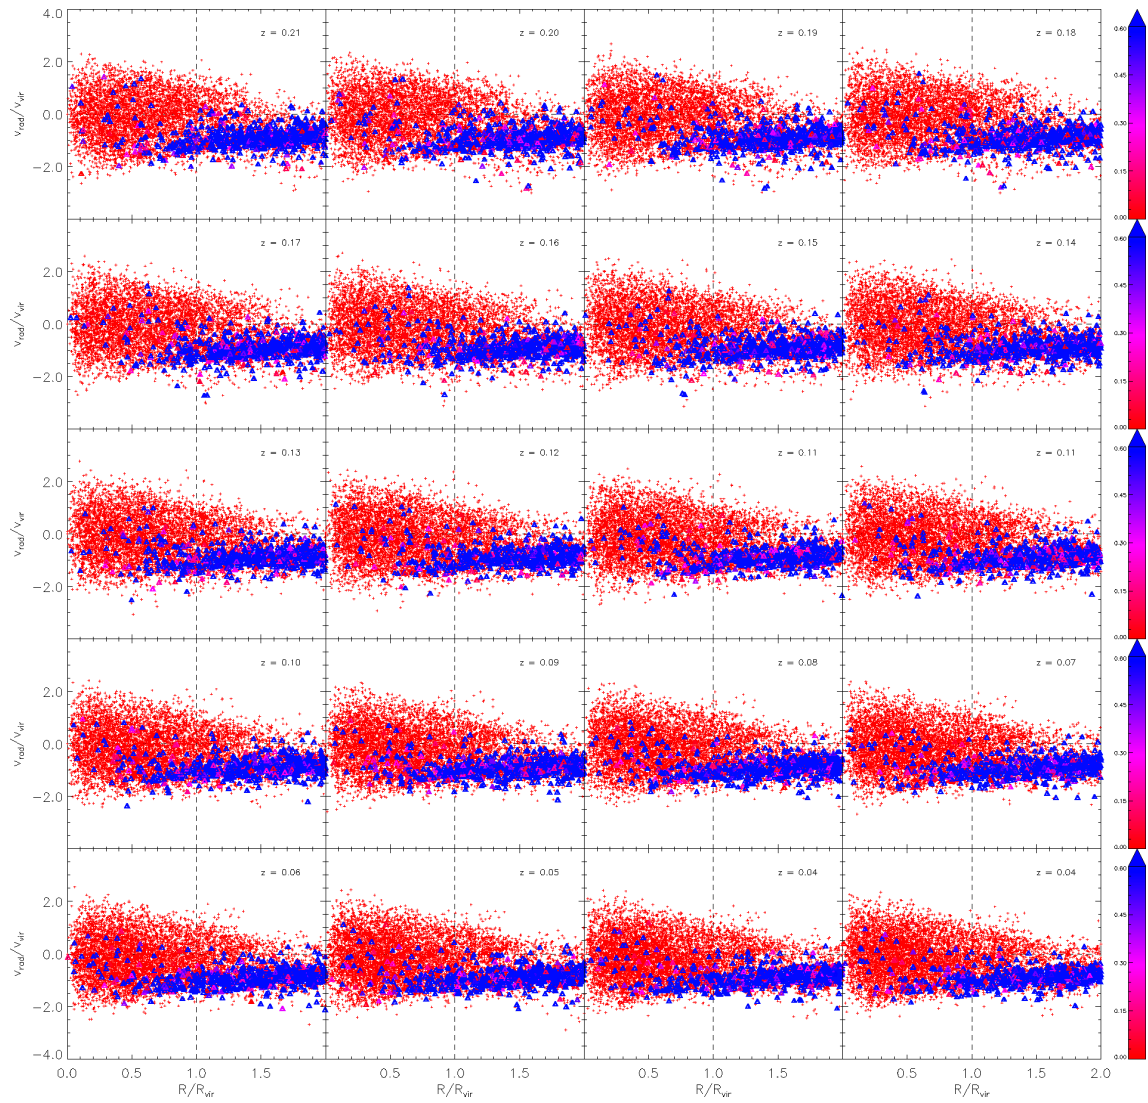 4.0
2.0
0.0
−2.0
v_rad/v_vir
z = 0.21
z = 0.20
z = 0.19
z = 0.18
0.60
0.45
0.30
0.15
0.00
2.0
0.0
−2.0
v_rad/v_vir
z = 0.17
z = 0.16
z = 0.15
z = 0.14
0.60
0.45
0.30
0.15
0.00
2.0
0.0
−2.0
v_rad/v_vir
z = 0.13
z = 0.12
z = 0.11
z = 0.11
0.60
0.45
0.30
0.15
0.00
2.0
0.0
−2.0
v_rad/v_vir
z = 0.10
z = 0.09
z = 0.08
z = 0.07
0.60
0.45
0.30
0.15
0.00
2.0
0.0
−2.0
−4.0
v_rad/v_vir
z = 0.06
z = 0.05
z = 0.04
z = 0.04
0.60
0.45
0.30
0.15
0.00
0.0 0.5 1.0 1.5
0.5 1.0 1.5
0.5 1.0 1.5
0.5 1.0 1.5 2.0
R/R_vir
R/R_vir
R/R_vir
R/R_vir